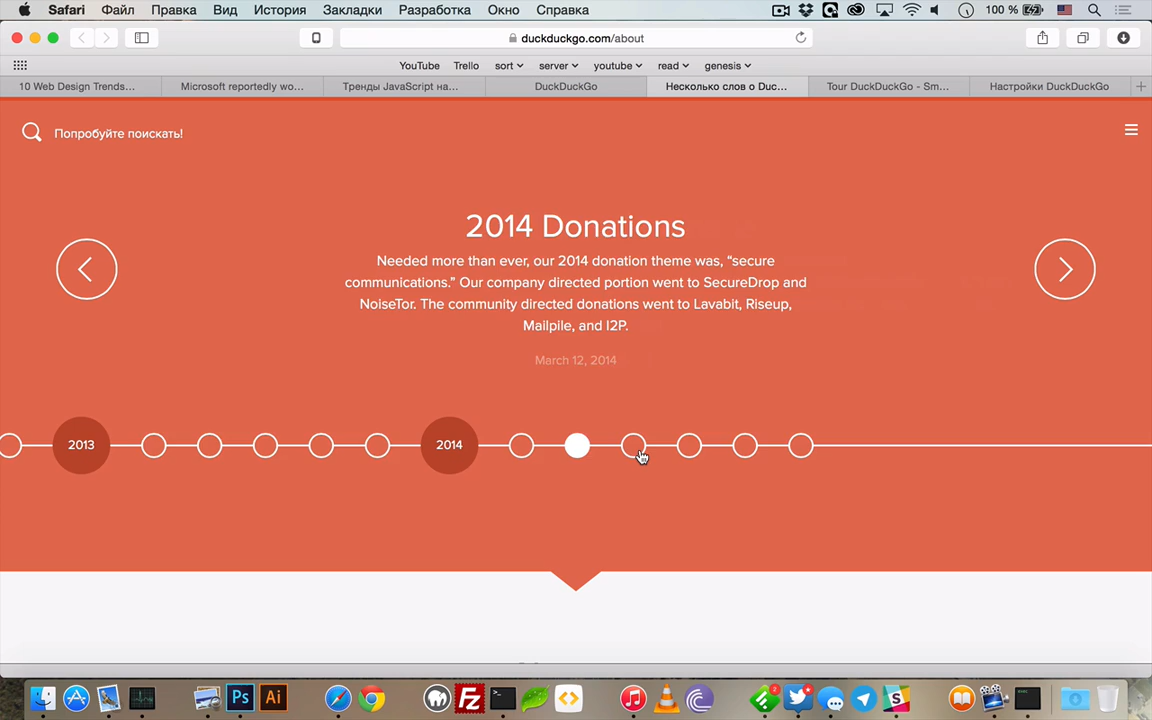 Safari Файл Правка Вид История Закладки Разработка Окно Справка 100 %
duckduckgo.com/about
YouTube Trello sort server youtube read genesis
10 Web Design Trends... Microsoft reportedly wo... Тренды JavaScript на... DuckDuckGo Несколько слов о Duc... Tour DuckDuckGo - Sm... Настройки DuckDuckGo
Попробуйте поискать!
2014 Donations
Needed more than ever, our 2014 donation theme was, “secure
communications.” Our company directed portion went to SecureDrop and
NoiseTor. The community directed donations went to Lavabit, Riseup,
Mailpile, and I2P.
March 12, 2014
2013 2014
Ps Ai Fz S